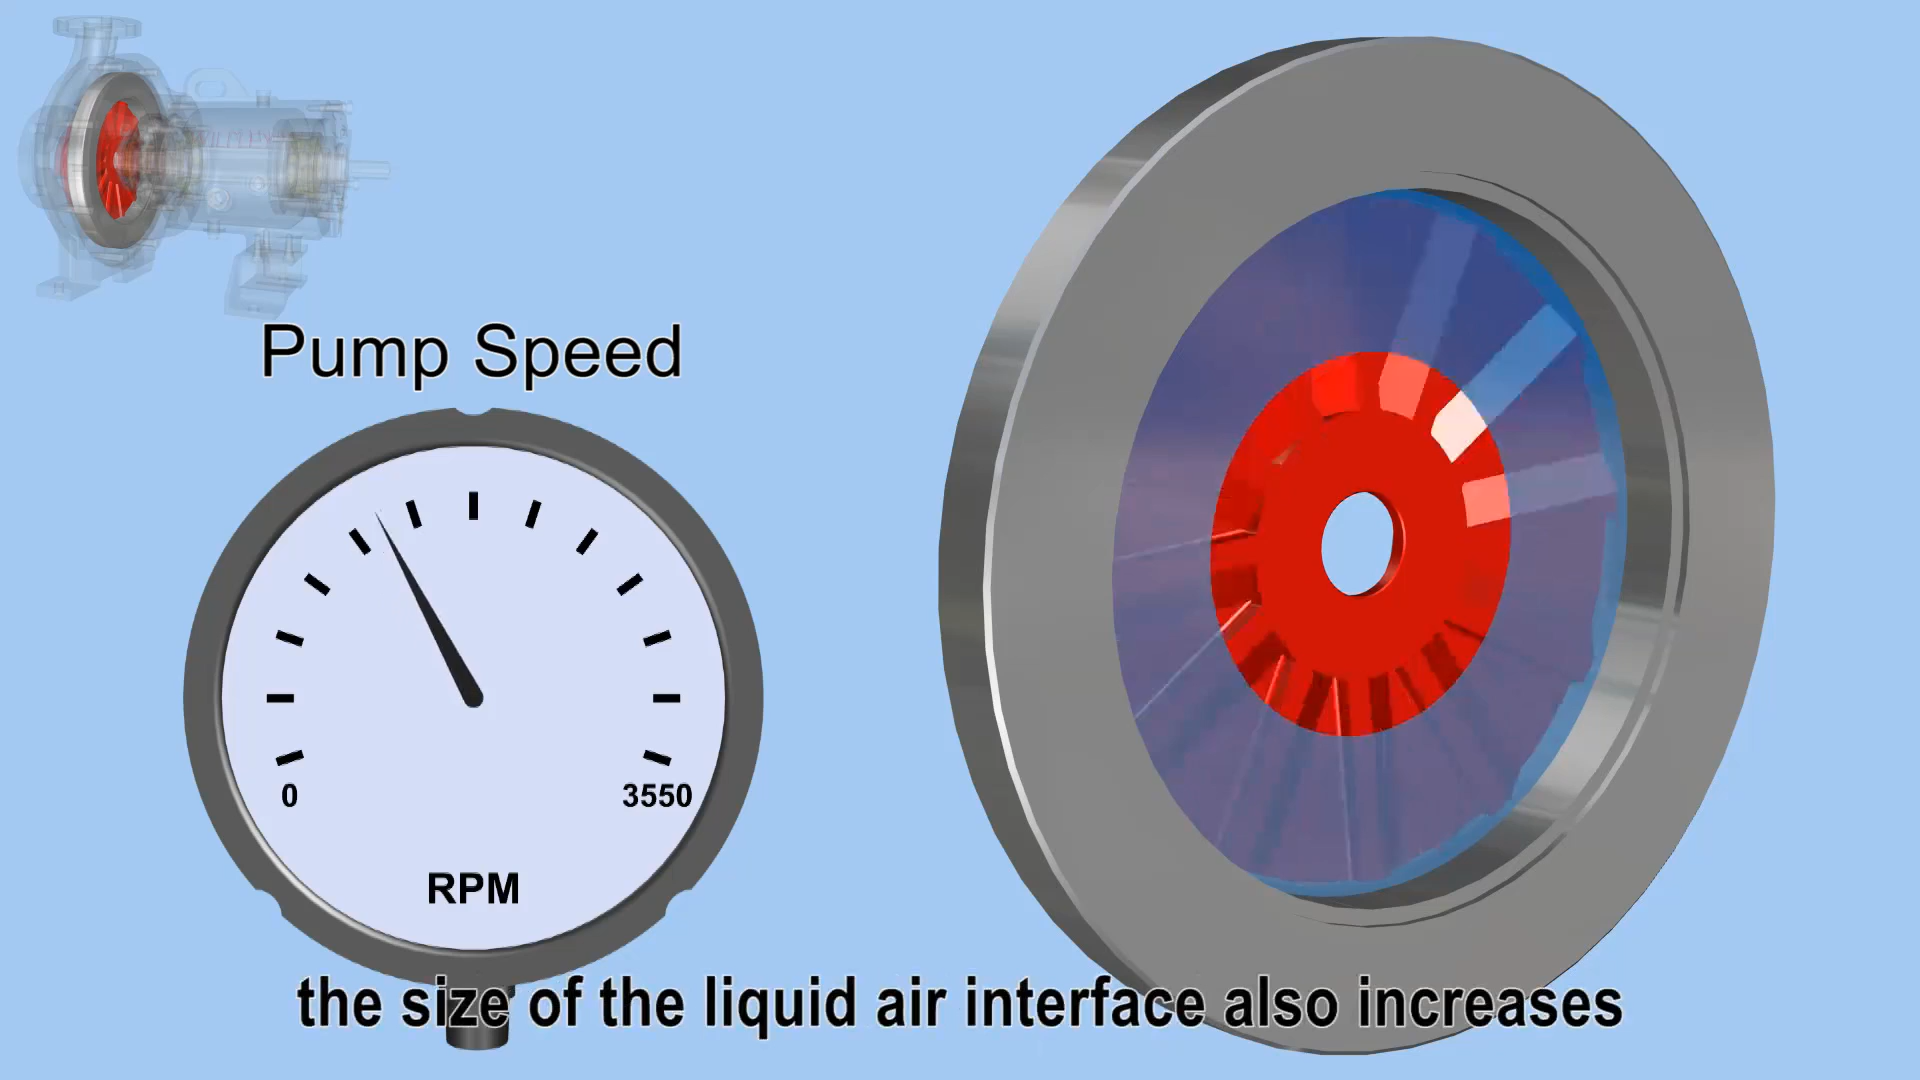 Pump Speed
0
3550
RPM
the size of the liquid air interface also increases